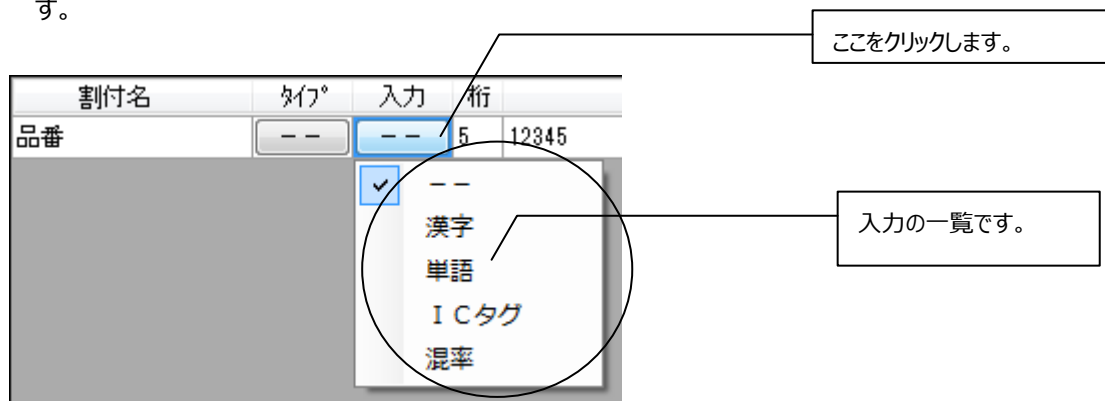 す。
ここをクリックします。
割付名 ﾀｲﾌﾟ 入力 桁
品番 －－ －－ 5 12345
－－
漢字
単語
入力の一覧です。
ＩＣタグ
混率